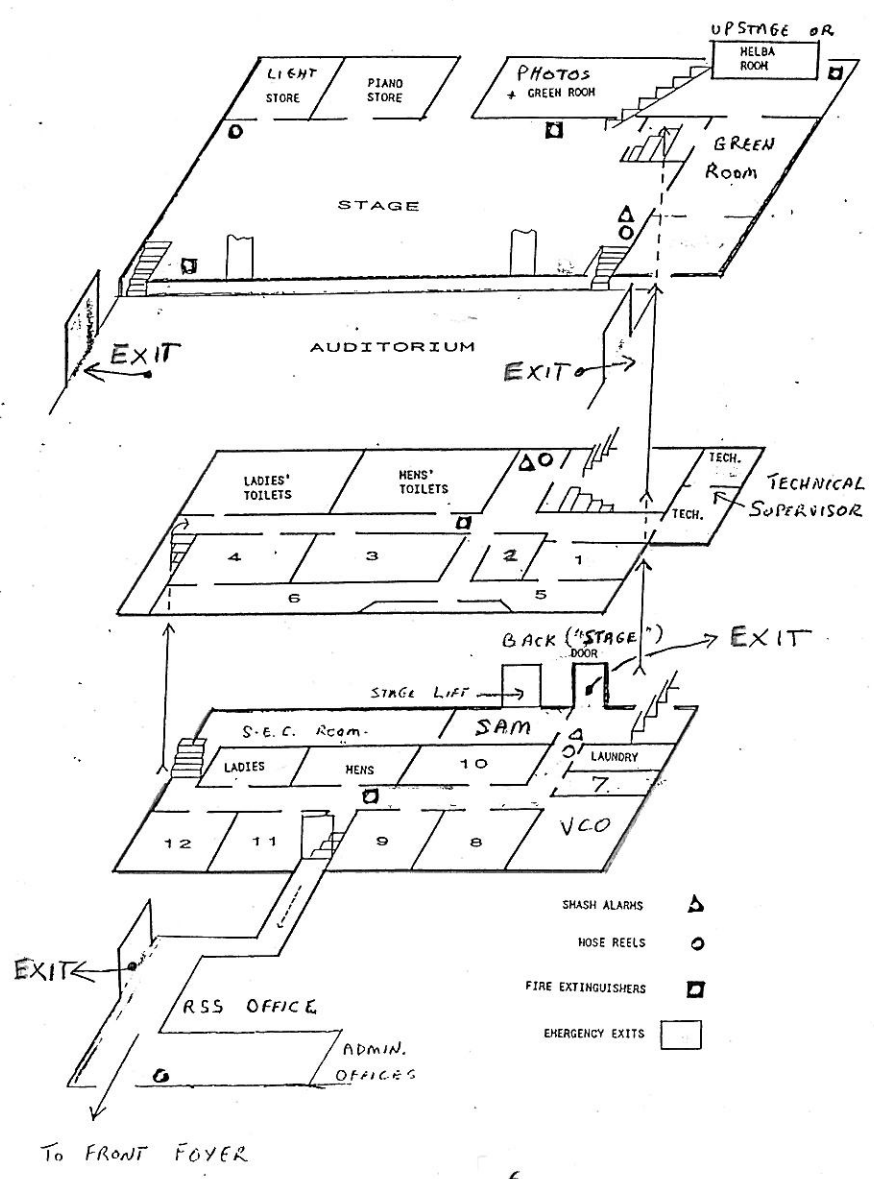 UPSTAGE OR
MELBA
ROOM
LIGHT
STORE
PIANO
STORE
PHOTOS
+ GREEN ROOM
GREEN
ROOM
STAGE
EXIT
AUDITORIUM
EXIT
LADIES'
TOILETS
MENS'
TOILETS
TECH.
TECH.
TECHNICAL
SUPERVISOR
4
3
2
1
6
5
BACK ("STAGE")
DOOR
EXIT
STAGE LIFT
S.E.C. ROOM.
SAM
LADIES
MENS
10
LAUNDRY
7
12
11
9
8
VCO
SMASH ALARMS
HOSE REELS
FIRE EXTINGUISHERS
EMERGENCY EXITS
EXIT
RSS OFFICE
ADMIN.
OFFICES
TO FRONT FOYER